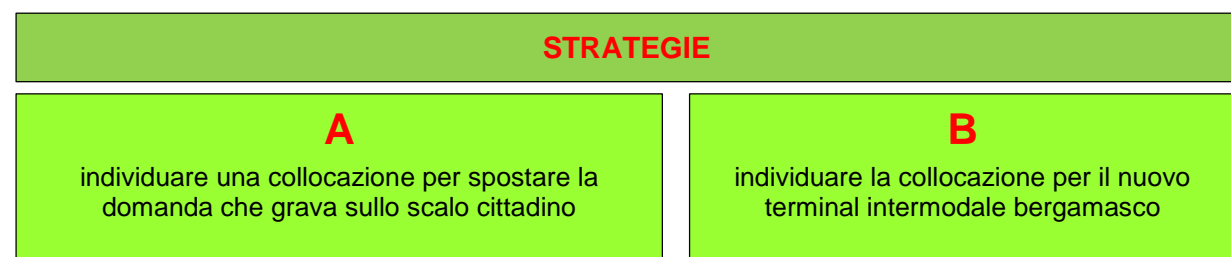 STRATEGIE
A
individuare una collocazione per spostare la
domanda che grava sullo scalo cittadino
B
individuare la collocazione per il nuovo
terminal intermodale bergamasco